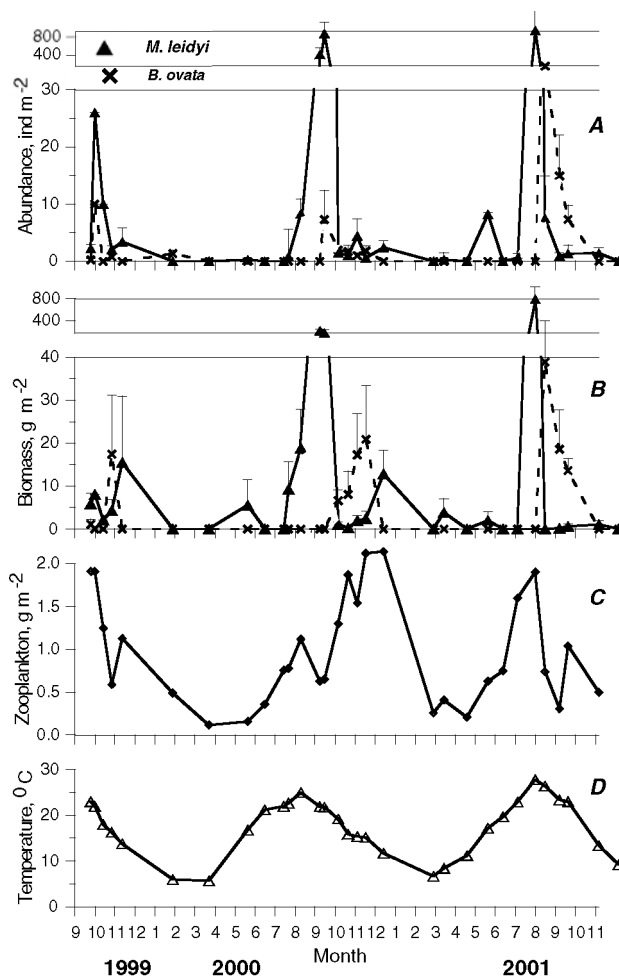 800
400
M. leidyi
B. ovata
30
20
10
0
Abundance, ind m-2
A
800
400
40
30
20
10
0
Biomass, g m-2
B
2.0
1.5
1.0
0.5
0.0
Zooplankton, g m-2
C
30
20
10
0
Temperature, 0C
D
9 10 11 12 1 2 3 4 5 6 7 8 9 10 11 12 1 2 3 4 5 6 7 8 9 10 11
Month
1999 2000 2001